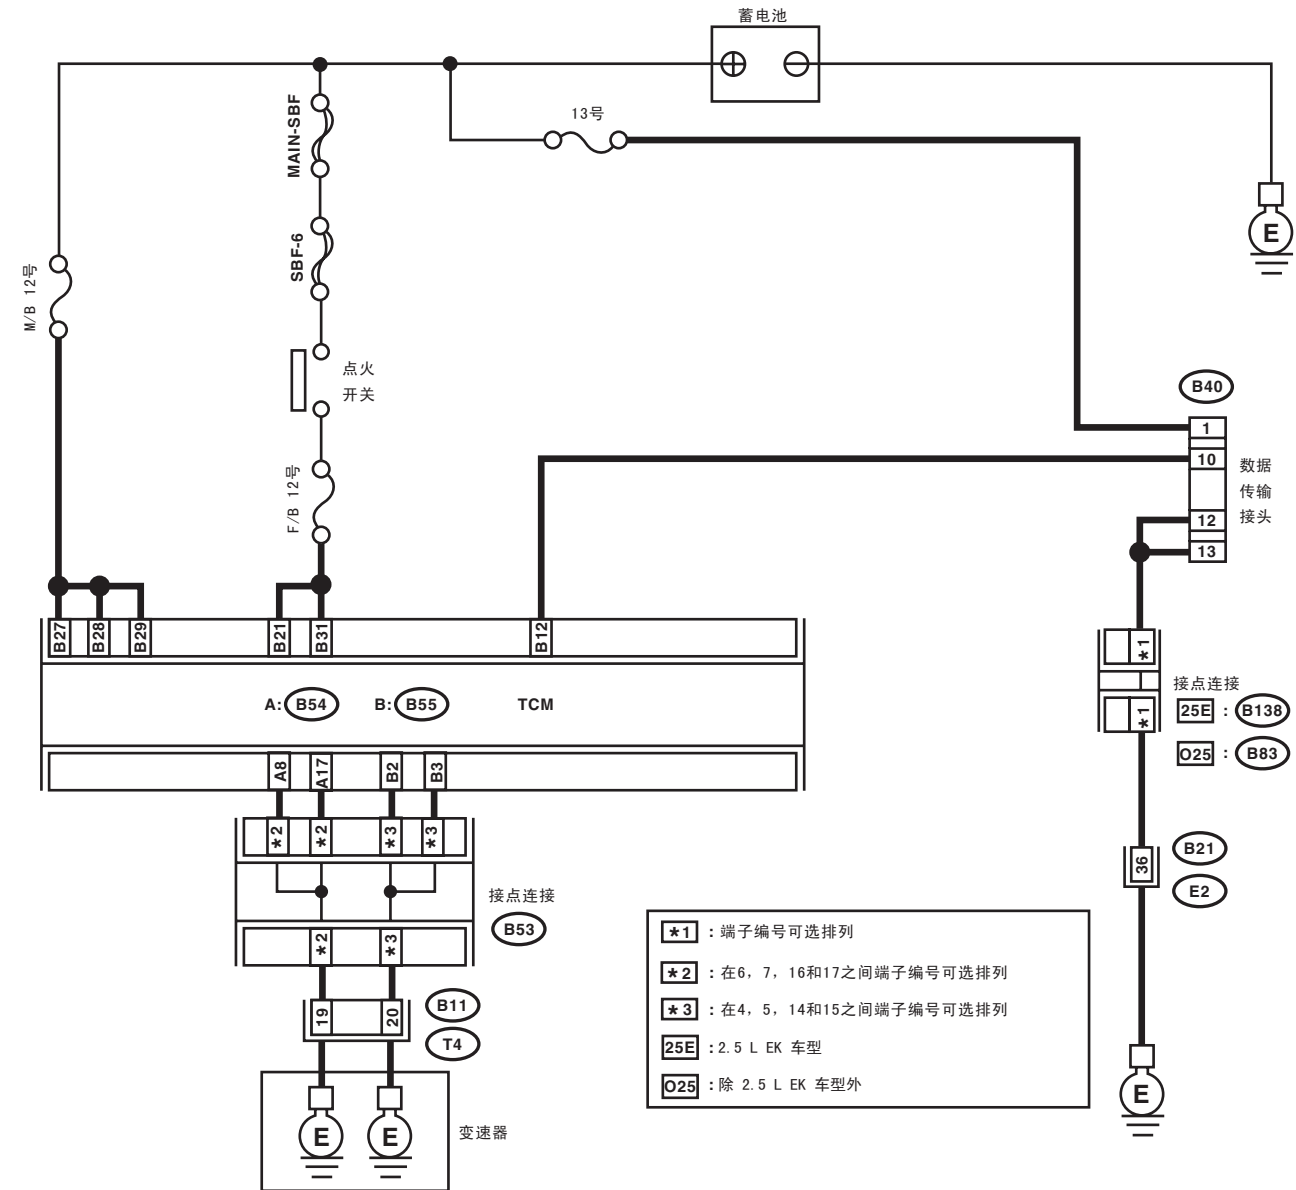 蓄电池
13号
MAIN-SBF
SBF-6
M/B 12号
点火
开关
F/B 12号
E
B40
1
10
12
13
数据
传输
接头
B27
B28
B29
B21
B31
B12
A:
B54
B:
B55
TCM
A8
A17
B2
B3
*1
*1
接点连接
25E : B138
O25 : B83
*2
*2
*3
*3
接点连接
B53
*2
*3
36
B21
E2
19
20
B11
T4
E
E
变速器
E
*1 : 端子编号可选排列
*2 : 在6, 7, 16和17之间端子编号可选排列
*3 : 在4, 5, 14和15之间端子编号可选排列
25E : 2.5 L EK 车型
O25 : 除 2.5 L EK 车型外